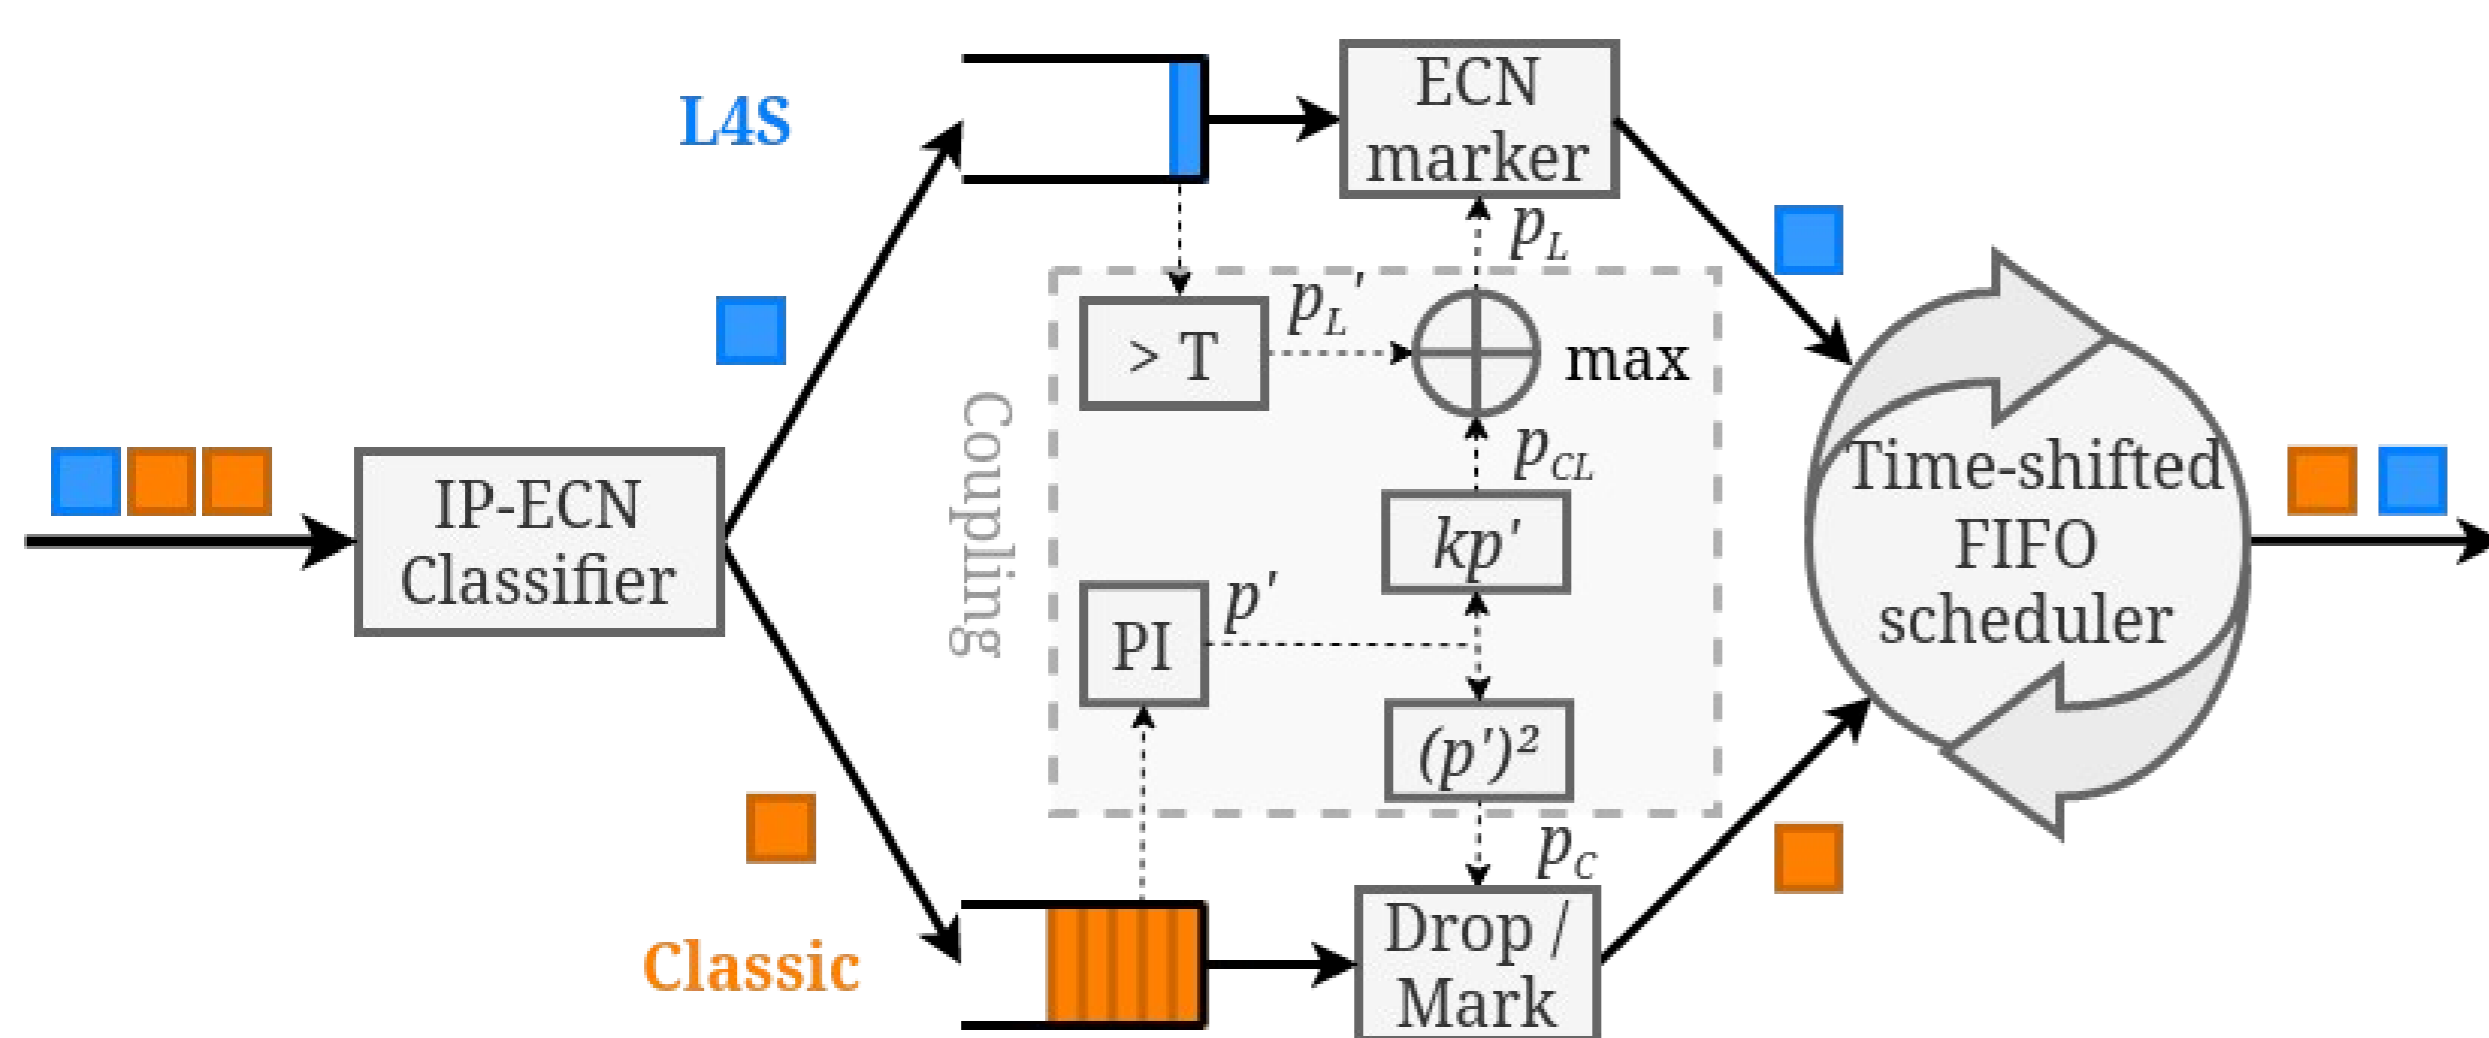 L4S
ECN
marker
p_L
> T
p_L'
max
Coupling
p_CL
IP-ECN
Classifier
kp'
PI
p'
(p')²
p_C
Time-shifted
FIFO
scheduler
Classic
Drop /
Mark